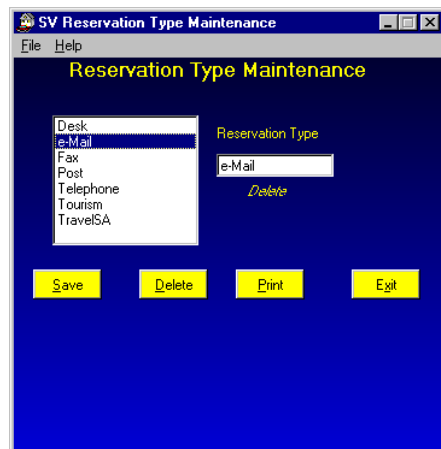 SV Reservation Type Maintenance
File Help
Reservation Type Maintenance
Desk
e-Mail
Fax
Post
Telephone
Tourism
TravelSA
Reservation Type
e-Mail
Delete
Save Delete Print Exit